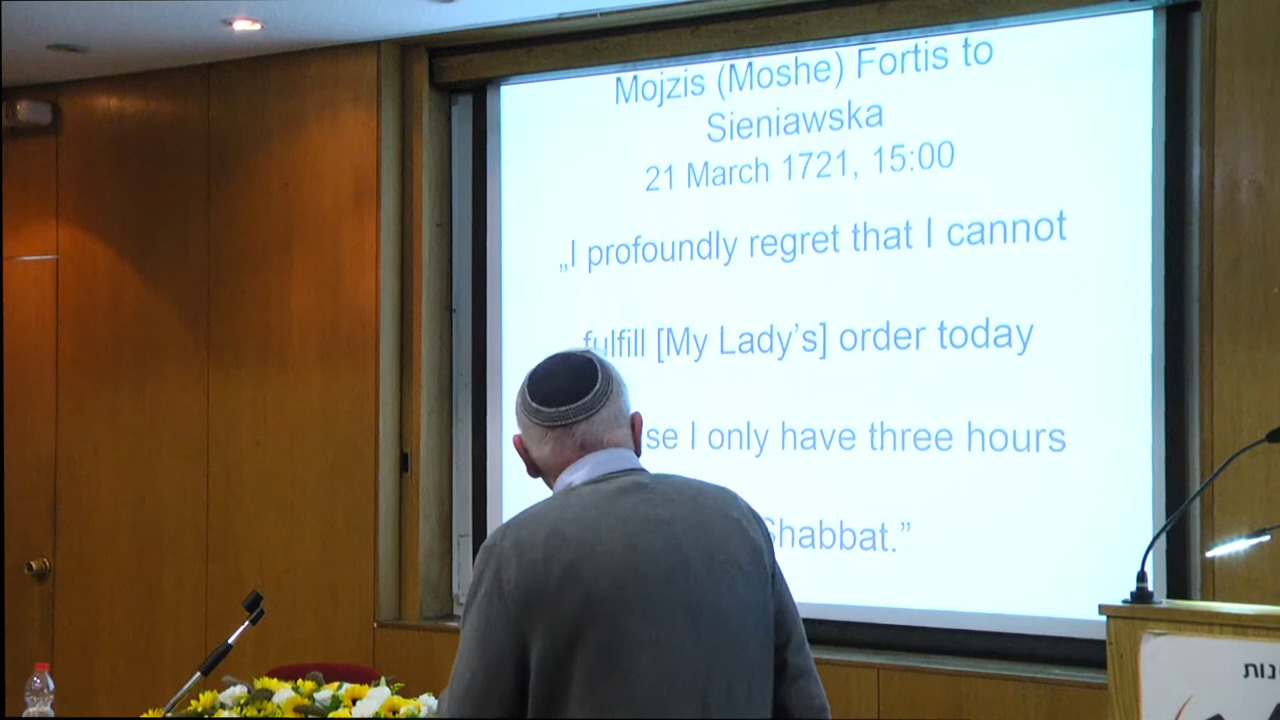 Mojzis (Moshe) Fortis to
Sieniawska
21 March 1721, 15:00
„I profoundly regret that I cannot
fulfill [My Lady's] order today
se I only have three hours
Shabbat.”
נות